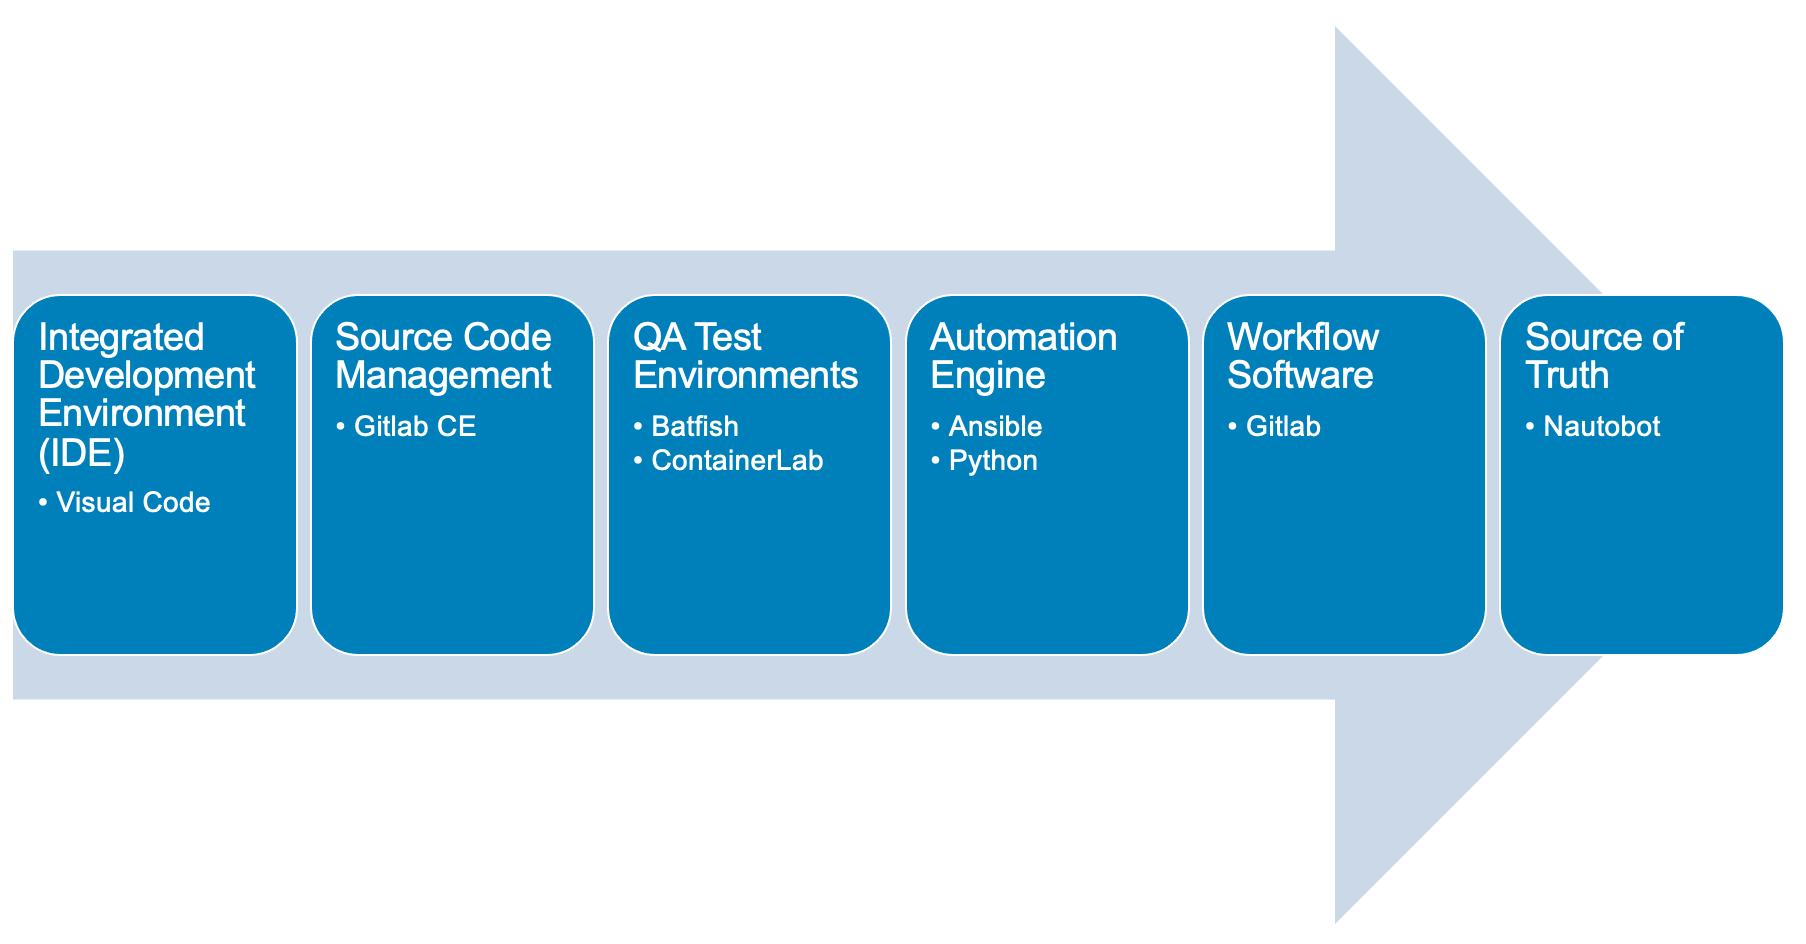 Integrated
Development
Environment
(IDE)
• Visual Code
Source Code
Management
• Gitlab CE
QA Test
Environments
• Batfish
• ContainerLab
Automation
Engine
• Ansible
• Python
Workflow
Software
• Gitlab
Source of
Truth
• Nautobot